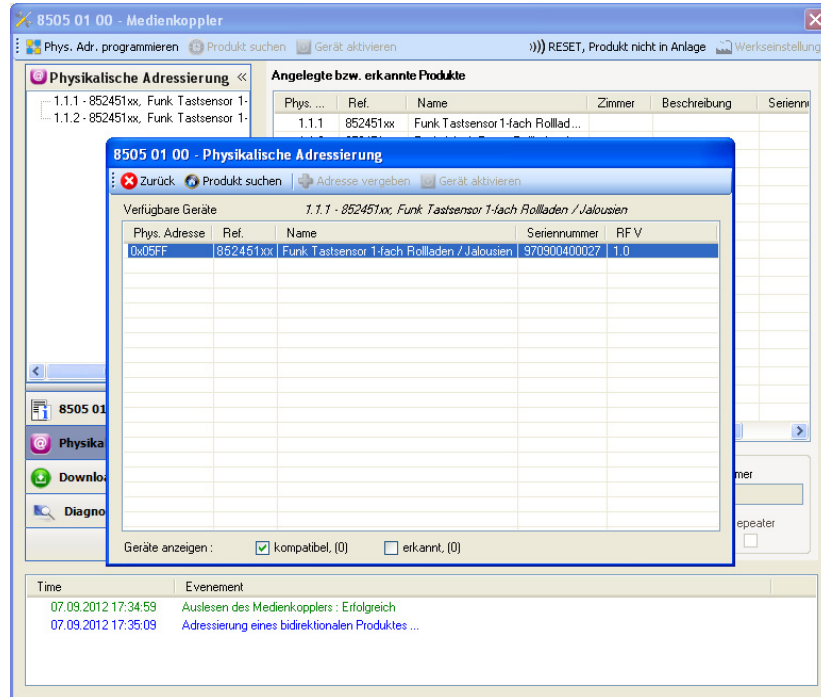 8505 01 00 - Medienkoppler
Phys. Adr. programmieren Produkt suchen Gerät aktivieren ))) RESET, Produkt nicht in Anlage Werkseinstellung
Physikalische Adressierung «
1.1.1 - 852451xx, Funk Tastsensor 1-
1.1.2 - 852451xx, Funk Tastsensor 1-
Angelegte bzw. erkannte Produkte
Phys. ... Ref. Name Zimmer Beschreibung Seriennu
1.1.1 852451xx Funk Tastsensor 1-fach Rollad...
8505 01 00 - Physikalische Adressierung
Zurück Produkt suchen Adresse vergeben Gerät aktivieren
Verfügbare Geräte 1.1.1 - 852451xx, Funk Tastsensor 1-fach Rollladen / Jalousien
Phys. Adresse Ref. Name Seriennummer RF V
0x05FF 852451xx Funk Tastsensor 1-fach Rollladen / Jalousien 970900400027 1.0
Geräte anzeigen : kompatibel, (0) erkannt, (0)
8505 01
Physika
Downloa
Diagno
mer
epeater
Time Evenement
07.09.2012 17:34:59 Auslesen des Medienkopplers : Erfolgreich
07.09.2012 17:35:09 Adressierung eines bidirektionalen Produktes ...